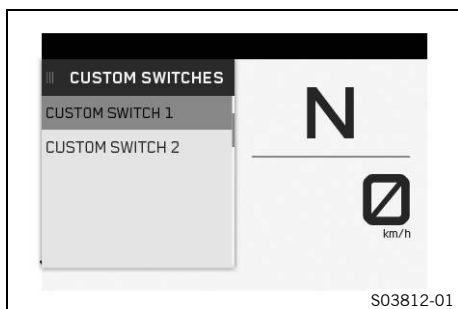 CUSTOM SWITCHES
CUSTOM SWITCH 1
CUSTOM SWITCH 2
N
0
km/h
S03812-01